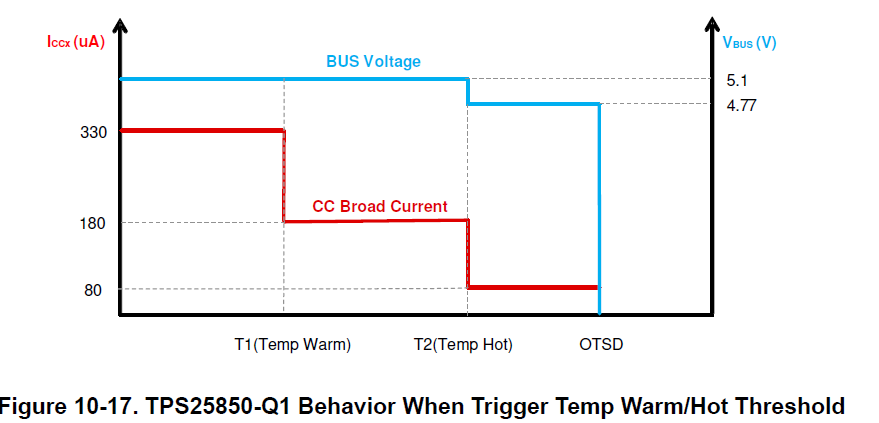 ICCx (uA)
VBUS (V)
BUS Voltage
5.1
4.77
330
CC Broad Current
180
80
T1(Temp Warm)
T2(Temp Hot)
OTSD
Figure 10-17. TPS25850-Q1 Behavior When Trigger Temp Warm/Hot Threshold